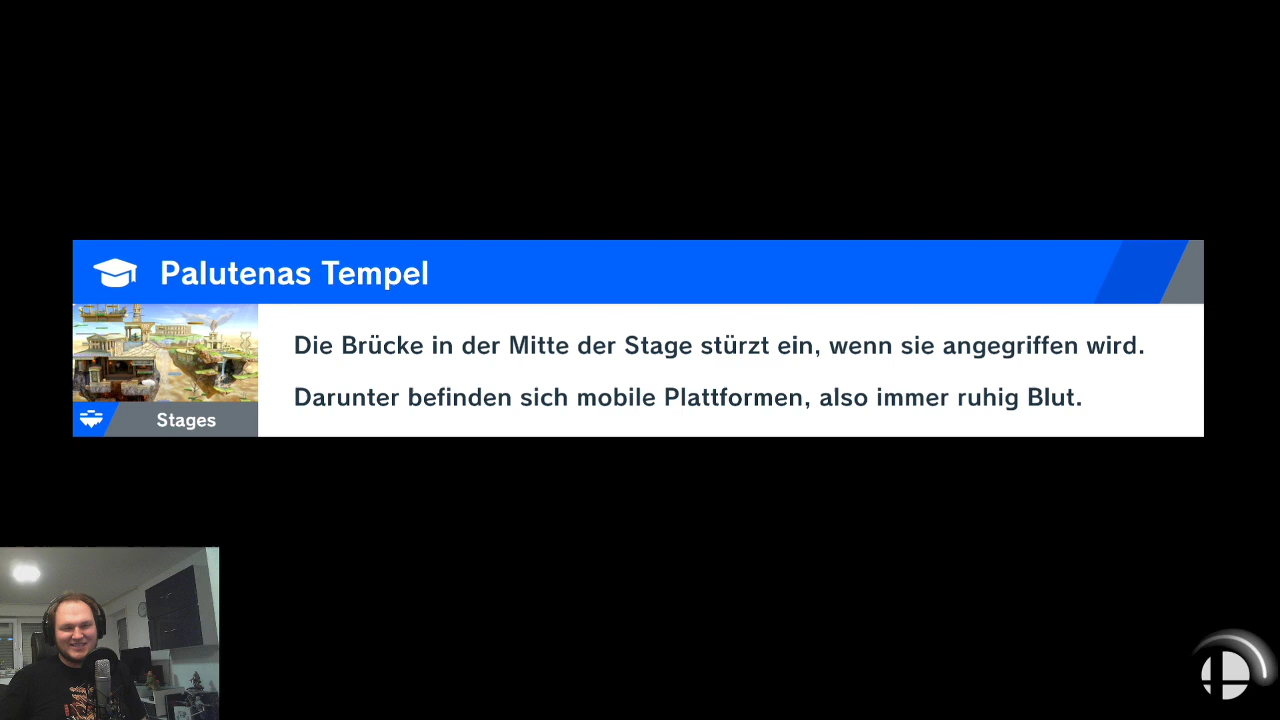 Palutenas Tempel
Die Brücke in der Mitte der Stage stürzt ein, wenn sie angegriffen wird.
Darunter befinden sich mobile Plattformen, also immer ruhig Blut.
Stages